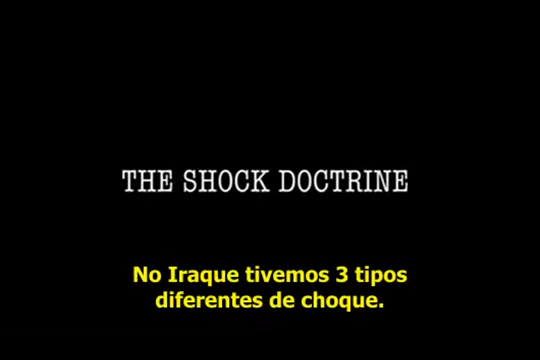 THE SHOCK DOCTRINE
No Iraque tivemos 3 tipos
diferentes de choque.